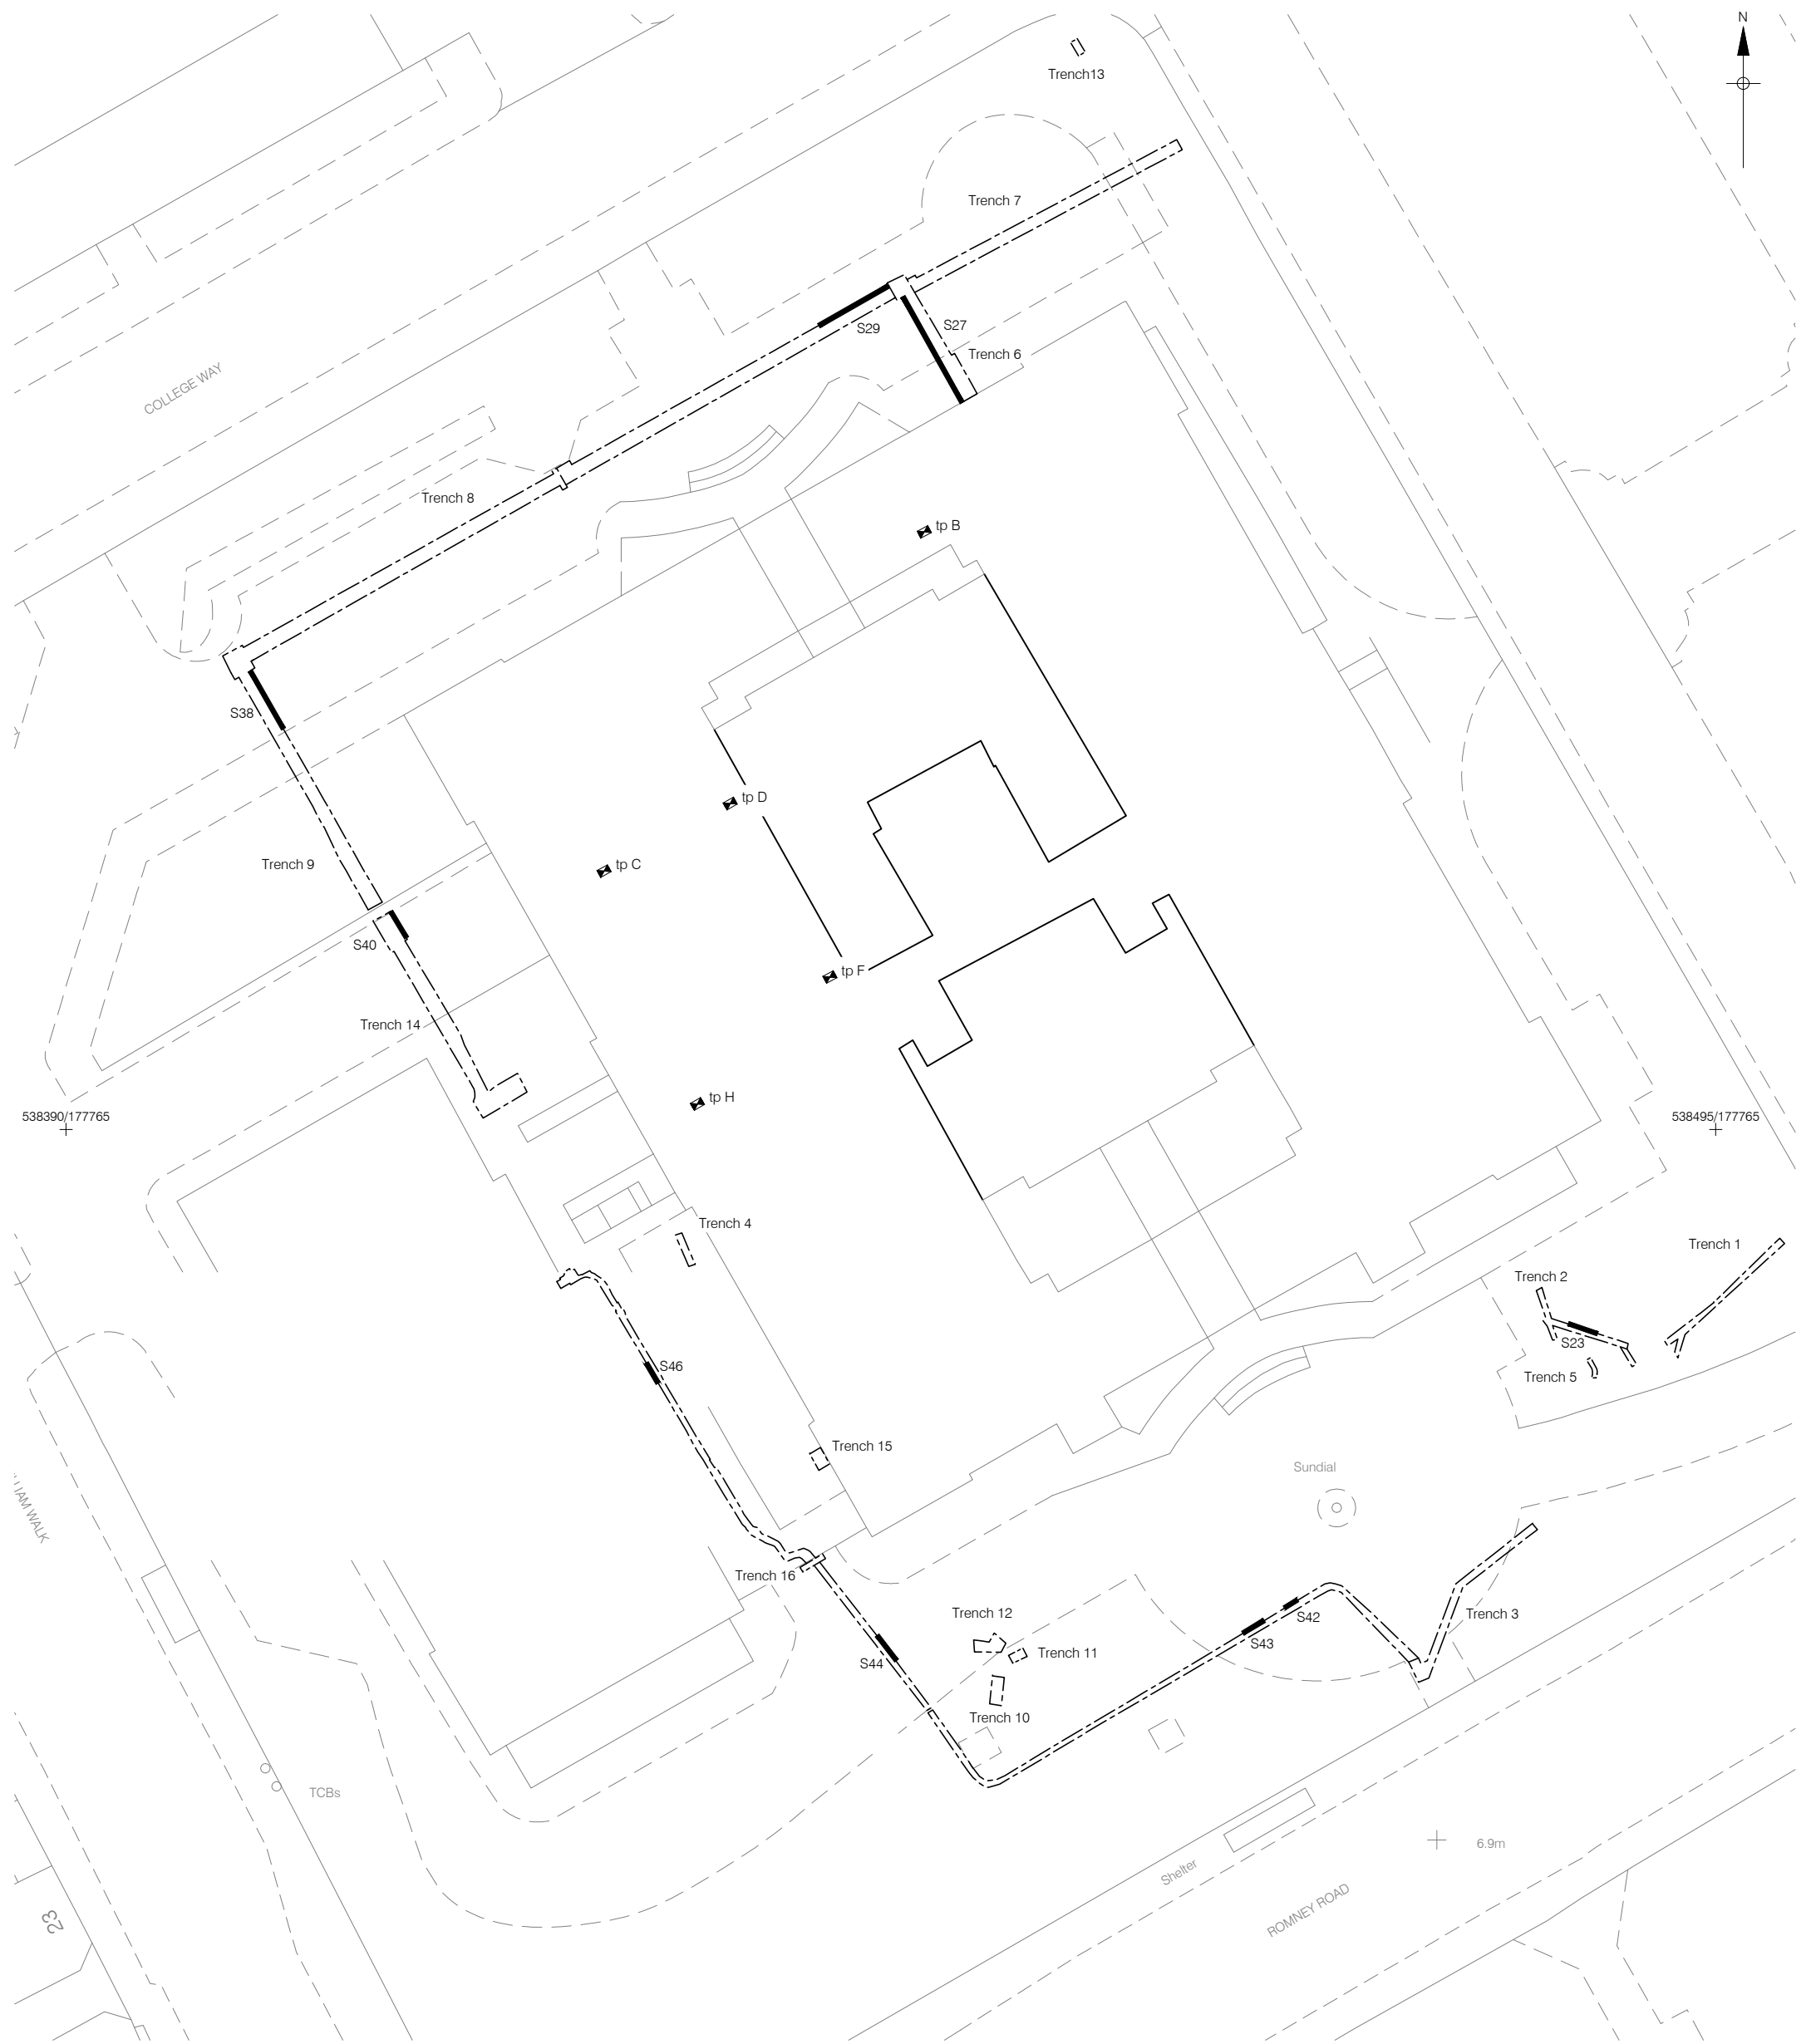 N
Trench13
Trench 7
S29
S27
Trench 6
COLLEGE WAY
Trench 8
tp B
S38
tp D
Trench 9
tp C
S40
tp F
Trench 14
tp H
538390/177765
538495/177765
Trench 4
Trench 1
Trench 2
S23
S46
Trench 5
Trench 15
Sundial
WALK
Trench 16
Trench 12
S42
Trench 3
S43
Trench 11
S44
Trench 10
TCBs
6.9m
Shelter
ROMNEY ROAD
23